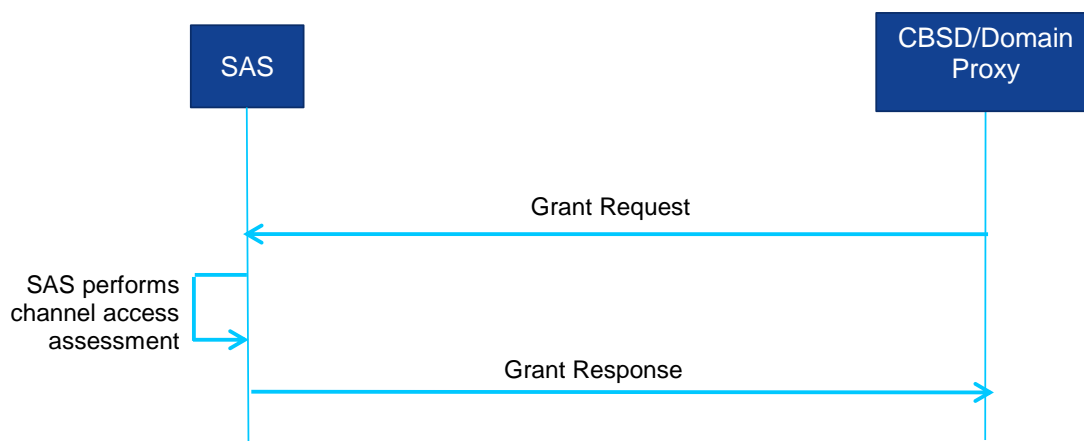 SAS
CBSD/Domain
Proxy
Grant Request
SAS performs
channel access
assessment
Grant Response